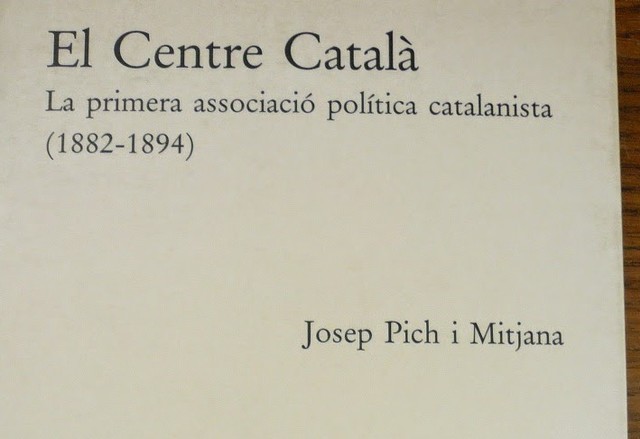 El Centre Català
La primera associació política catalanista
(1882-1894)
Josep Pich i Mitjana